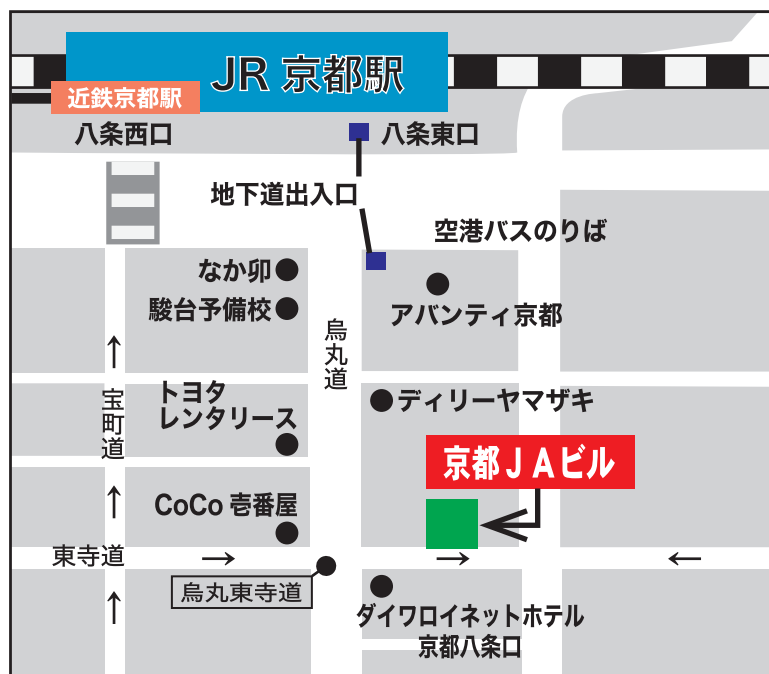 JR 京都駅
近鉄京都駅
八条西口
八条東口
地下道出入口
空港バスのりば
なか卯
駿台予備校
アバンティ京都
烏丸道
トヨタ
レンタリース
ディリーヤマザキ
宝町道
京都JAビル
CoCo壱番屋
東寺道
烏丸東寺道
ダイワロイネットホテル
京都八条口